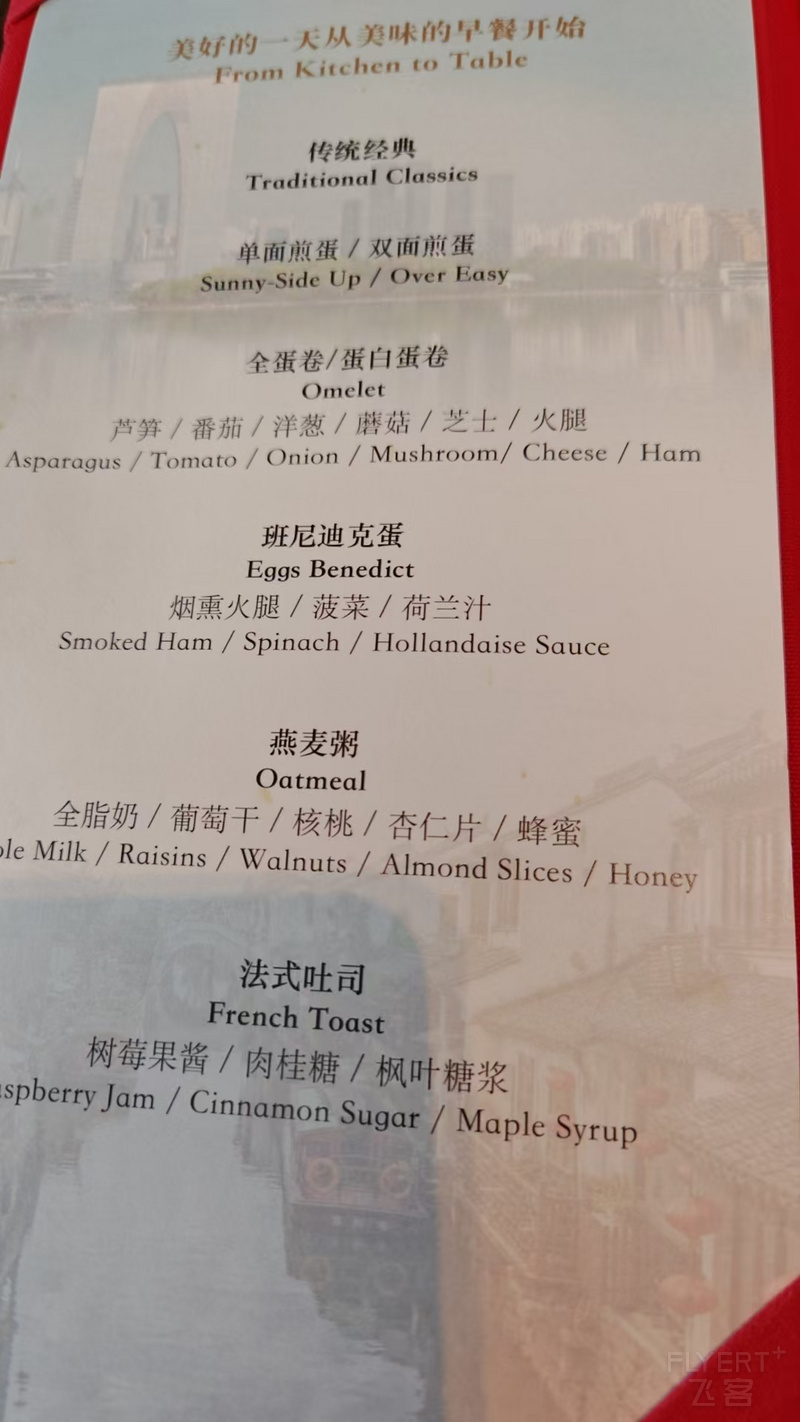 美好的一天从美味的早餐开始
From Kitchen to Table
传统经典
Traditional Classics
单面煎蛋 / 双面煎蛋
Sunny-Side Up / Over Easy
全蛋卷/蛋白蛋卷
Omelet
芦笋 / 番茄 / 洋葱 / 蘑菇 / 芝士 / 火腿
Asparagus / Tomato / Onion / Mushroom/ Cheese / Ham
班尼迪克蛋
Eggs Benedict
烟熏火腿 / 菠菜 / 荷兰汁
Smoked Ham / Spinach / Hollandaise Sauce
燕麦粥
Oatmeal
全脂奶 / 葡萄干 / 核桃 / 杏仁片 / 蜂蜜
ole Milk / Raisins / Walnuts / Almond Slices / Honey
法式吐司
French Toast
树莓果酱 / 肉桂糖 / 枫叶糖浆
spberry Jam / Cinnamon Sugar / Maple Syrup
FLYERT+
飞客